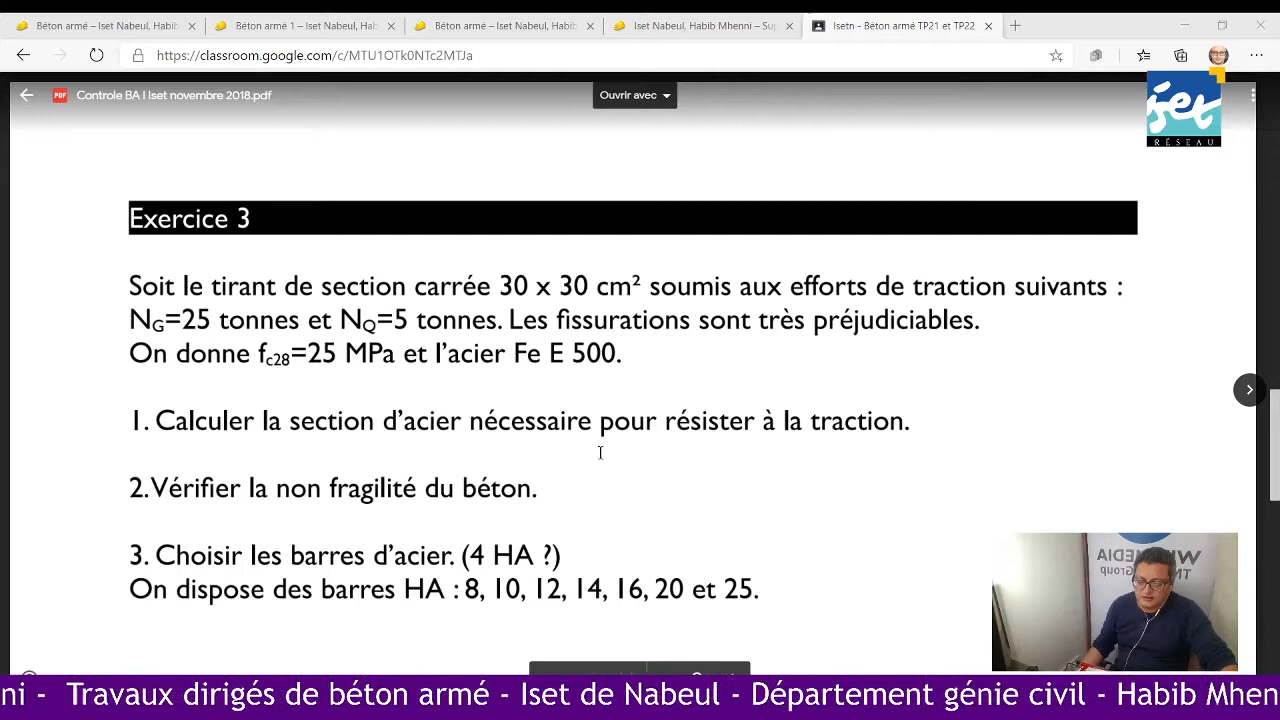 Béton armé – Iset Nabeul, Habib
Béton armé 1 – Iset Nabeul, Hab
Béton armé – Iset Nabeul, Habib
Iset Nabeul, Habib Mhenni – Sup
Isetn - Béton armé TP21 et TP22
https://classroom.google.com/c/MTU1OTk0NTc2MTJa
PDF Controle BA I Iset novembre 2018.pdf
Ouvrir avec
iset
RÉSEAU
Exercice 3
Soit le tirant de section carrée 30 x 30 cm² soumis aux efforts de traction suivants :
NG=25 tonnes et NQ=5 tonnes. Les fissurations sont très préjudiciables.
On donne fc28=25 MPa et l’acier Fe E 500.
1. Calculer la section d’acier nécessaire pour résister à la traction.
2. Vérifier la non fragilité du béton.
3. Choisir les barres d’acier. (4 HA ?)
On dispose des barres HA : 8, 10, 12, 14, 16, 20 et 25.
ni - Travaux dirigés de béton armé - Iset de Nabeul - Département génie civil - Habib Mhen